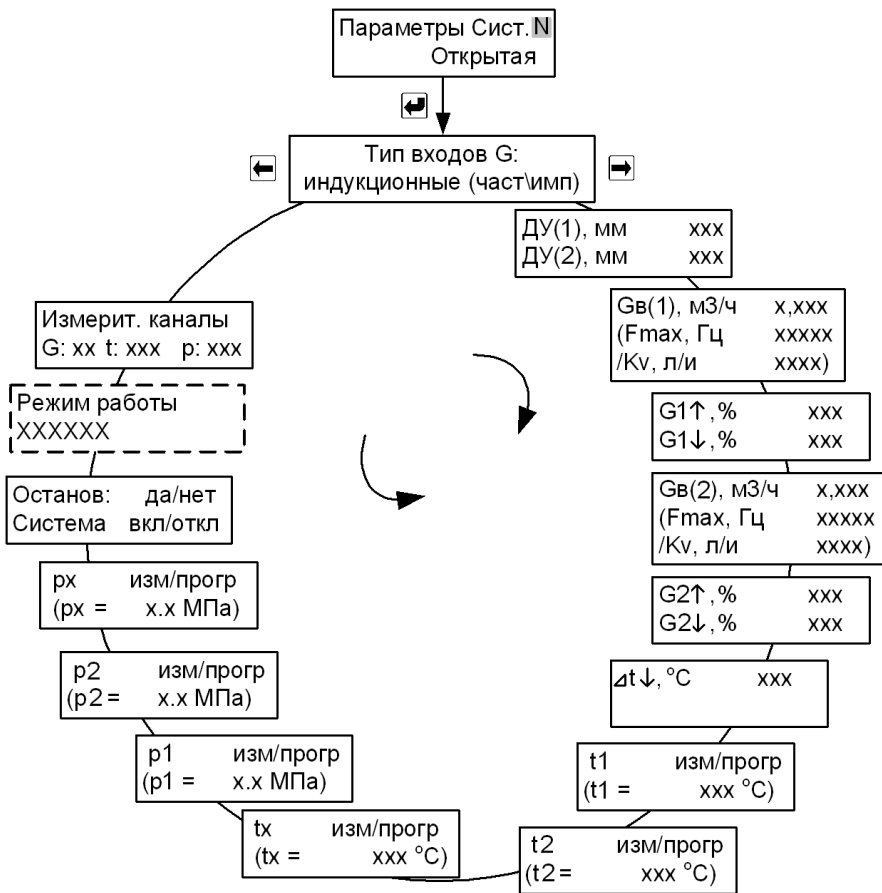 Параметры Сист. N
Открытая
Тип входов G:
индукционные (част\имп)
ДУ(1), мм xxx
ДУ(2), мм xxx
Gв(1), м3/ч x,xxx
(Fmax, Гц xxxxx
/Kv, л/и xxxx)
G1↑,% xxx
G1↓,% xxx
Gв(2), м3/ч x,xxx
(Fmax, Гц xxxxx
/Kv, л/и xxxx)
G2↑,% xxx
G2↓,% xxx
⊿t↓, °C xxx
t1 изм/прогр
(t1 = xxx °C)
t2 изм/прогр
(t2= xxx °C)
tx изм/прогр
(tx = xxx °C)
p1 изм/прогр
(p1 = x.x МПа)
p2 изм/прогр
(p2= x.x МПа)
px изм/прогр
(px = x.x МПа)
Останов: да/нет
Система вкл/откл
Режим работы
XXXXXX
Измерит. каналы
G: xx t: xxx p: xxx